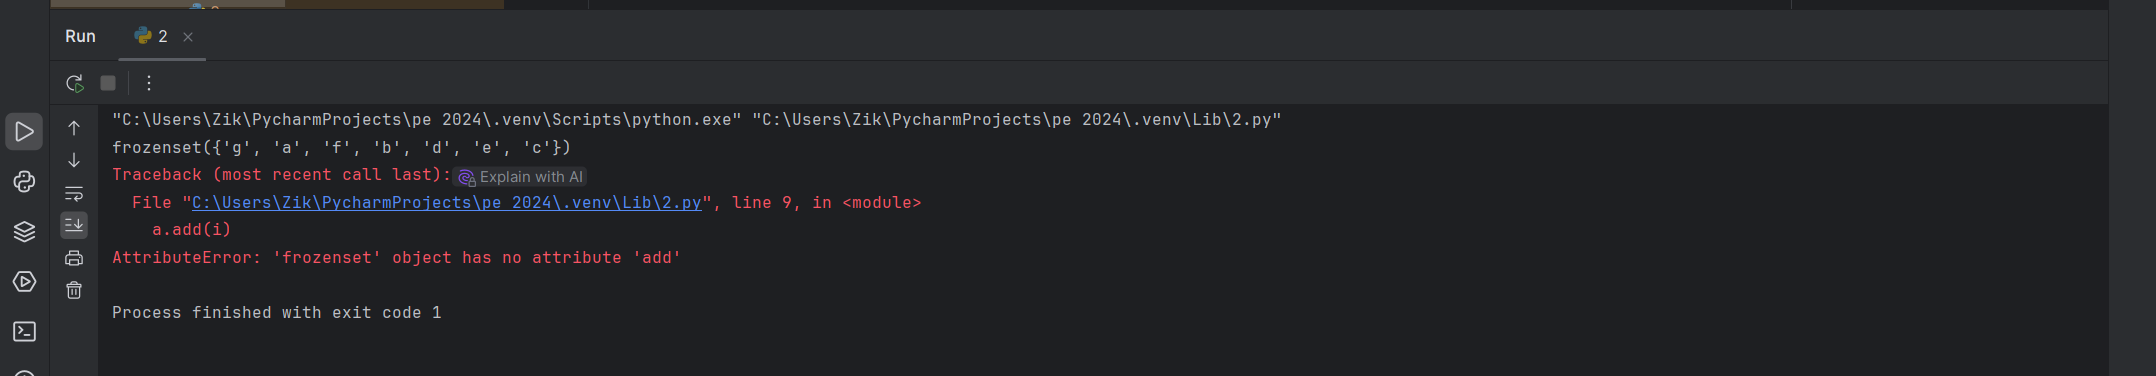 Run 2
"C:\Users\Zik\PycharmProjects\pe 2024\.venv\Scripts\python.exe" "C:\Users\Zik\PycharmProjects\pe 2024\.venv\Lib\2.py"
frozenset({'g', 'a', 'f', 'b', 'd', 'e', 'c'})
Traceback (most recent call last): Explain with AI
  File "C:\Users\Zik\PycharmProjects\pe 2024\.venv\Lib\2.py", line 9, in <module>
    a.add(i)
AttributeError: 'frozenset' object has no attribute 'add'
Process finished with exit code 1